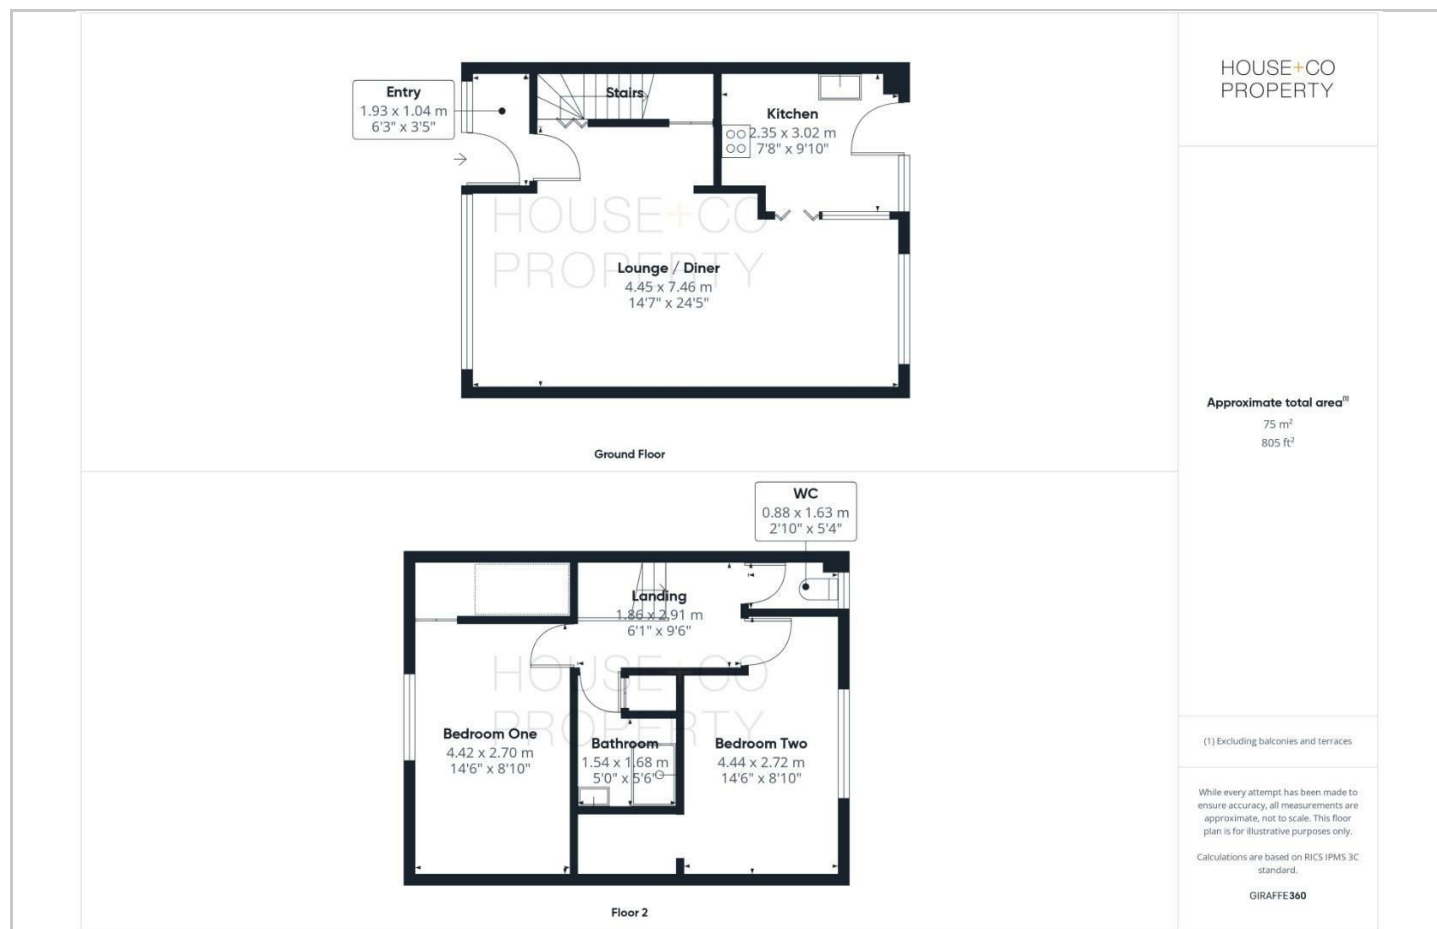 Entry
1.93 x 1.04 m
6'3" x 3'5"
Stairs
Kitchen
2.35 x 3.02 m
7'8" x 9'10"
HOUSE+CO
PROPERTY
Lounge / Diner
4.45 x 7.46 m
14'7" x 24'5"
Ground Floor
WC
0.88 x 1.63 m
2'10" x 5'4"
Landing
1.86 x 2.91 m
6'1" x 9'6"
HOUSE+CO
PROPERTY
Bedroom One
4.42 x 2.70 m
14'6" x 8'10"
Bathroom
1.54 x 1.68 m
5'0" x 5'6"
Bedroom Two
4.44 x 2.72 m
14'6" x 8'10"
Floor 2
HOUSE+CO
PROPERTY
Approximate total area(1)
75 m²
805 ft²
(1) Excluding balconies and terraces
While every attempt has been made to
ensure accuracy, all measurements are
approximate, not to scale. This floor
plan is for illustrative purposes only.
Calculations are based on RICS IPMS 3C
standard.
GIRAFFE360